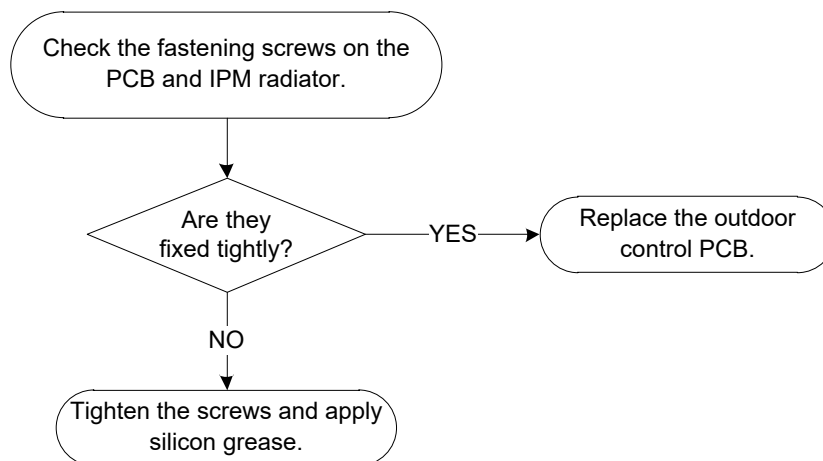 Check the fastening screws on the
PCB and IPM radiator.
Are they
fixed tightly?
YES
Replace the outdoor
control PCB.
NO
Tighten the screws and apply
silicon grease.